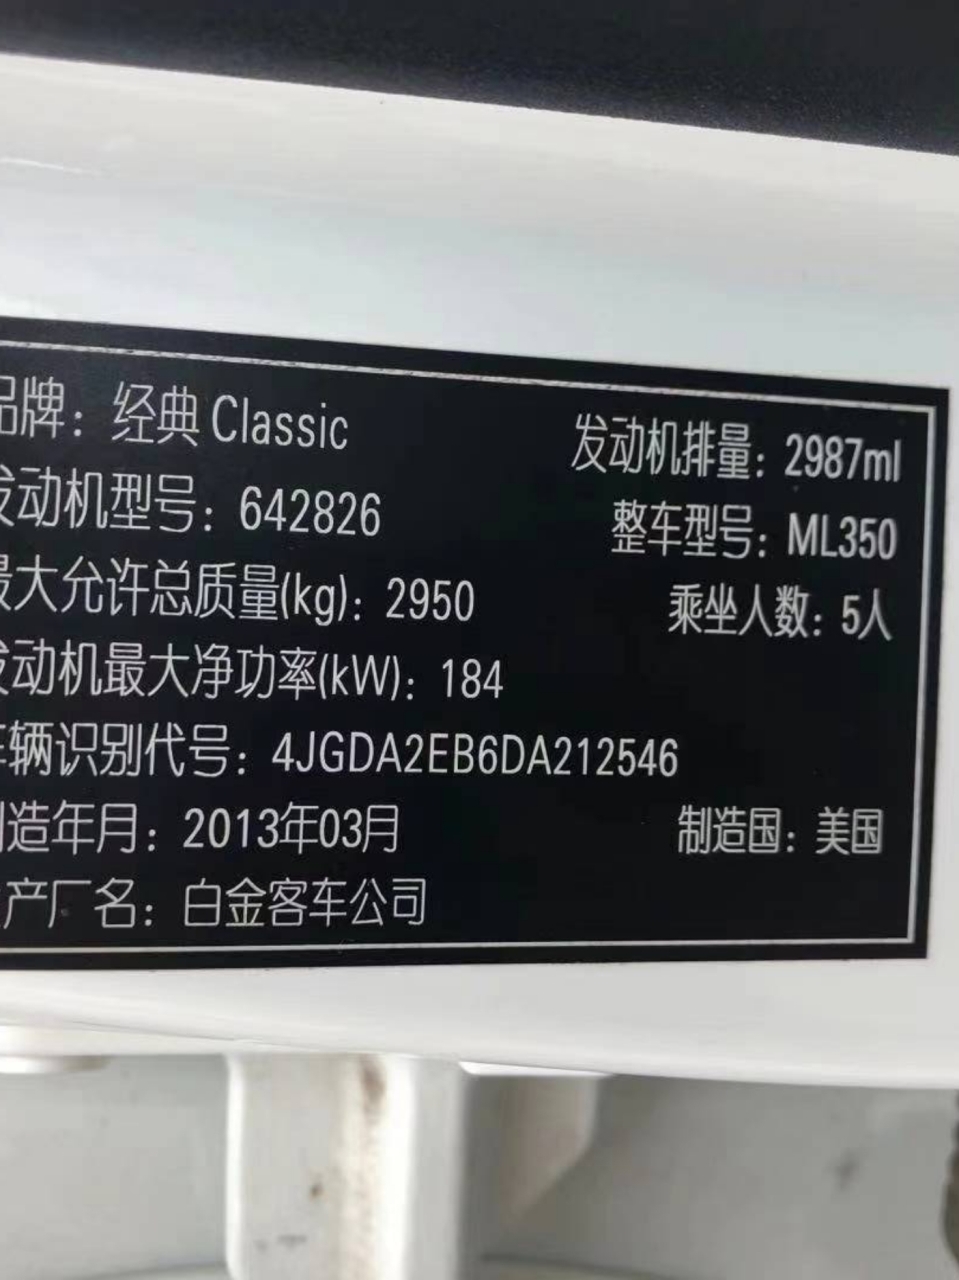 品牌：经典 Classic 发动机排量：2987ml
发动机型号：642826 整车型号：ML350
最大允许总质量(kg)：2950 乘坐人数：5人
发动机最大净功率(kW)：184
车辆识别代号：4JGDA2EB6DA212546
制造年月：2013年03月 制造国：美国
产厂名：白金客车公司